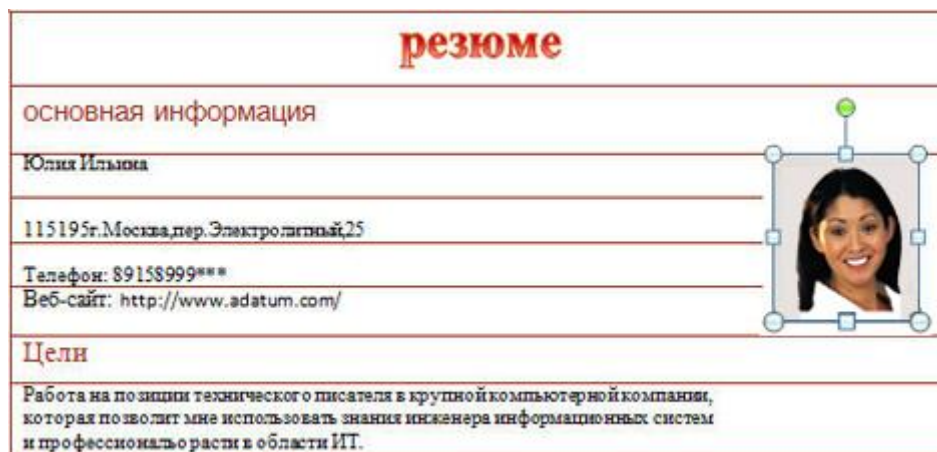 резюме
основная информация
Юлия Ильина
115195г.Москва,пер.Электролитный,25
Телефон: 89158999***
Веб-сайт: http://www.adatum.com/
Цели
Работа на позиции технического писателя в крупной компьютерной компании,
которая позволит мне использовать знания инженера информационных систем
и профессиональо расти в области ИТ.